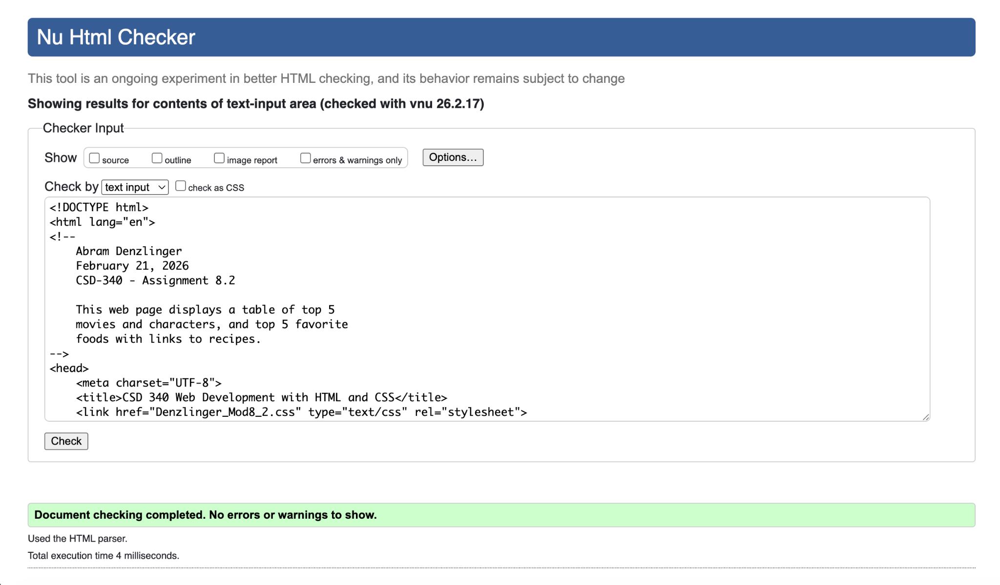 Nu Html Checker
This tool is an ongoing experiment in better HTML checking, and its behavior remains subject to change
Showing results for contents of text-input area (checked with vnu 26.2.17)
Checker Input
Show source outline image report errors & warnings only Options...
Check by text input check as CSS
<!DOCTYPE html>
<html lang="en">
<!--
    Abram Denzlinger
    February 21, 2026
    CSD-340 - Assignment 8.2

    This web page displays a table of top 5
    movies and characters, and top 5 favorite
    foods with links to recipes.
-->
<head>
    <meta charset="UTF-8">
    <title>CSD 340 Web Development with HTML and CSS</title>
    <link href="Denzlinger_Mod8_2.css" type="text/css" rel="stylesheet">
Check
Document checking completed. No errors or warnings to show.
Used the HTML parser.
Total execution time 4 milliseconds.